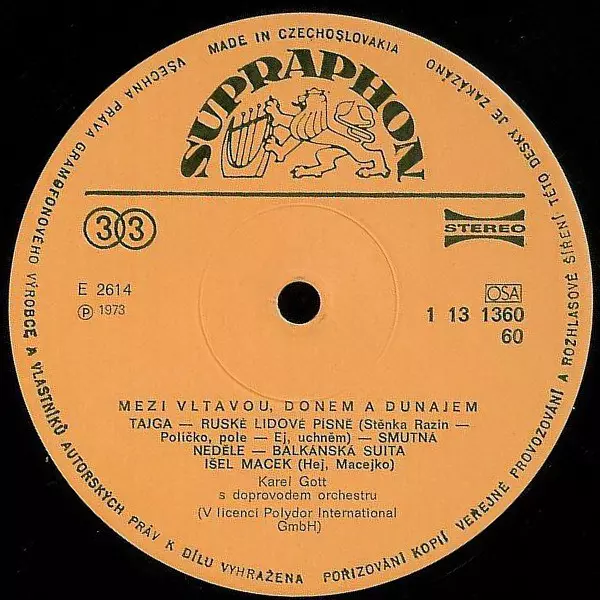 MADE IN CZECHOSLOVAKIA
VŠECHNA PRÁVA GRAMOFONOVÉHO VÝROBCE A VLASTNÍKŮ AUTORSKÝCH PRÁV K DÍLU VYHRAŽENA
POŘIZOVÁNÍ KOPIÍ VEŘEJNÉ PROVOZOVÁNÍ A ROZHLASOVÉ ŠÍŘENÍ TÉTO DESKY JE ZAKÁZÁNO
SUPRAPHON
33
STEREO
E 2614
Ⓟ 1973
OSA
1 13 1360
60
MEZI VLTAVOU, DONEM A DUNAJEM
TAJGA — RUSKÉ LIDOVÉ PÍSNĚ (Stěnka Razin —
Políčko, pole — Ej, uchněm) — SMUTNÁ
NEDĚLE — BALKÁNSKÁ SUITA
IŠEL MACEK (Hej, Macejko)
Karel Gott
s doprovodem orchestru
(V licenci Polydor International
GmbH)